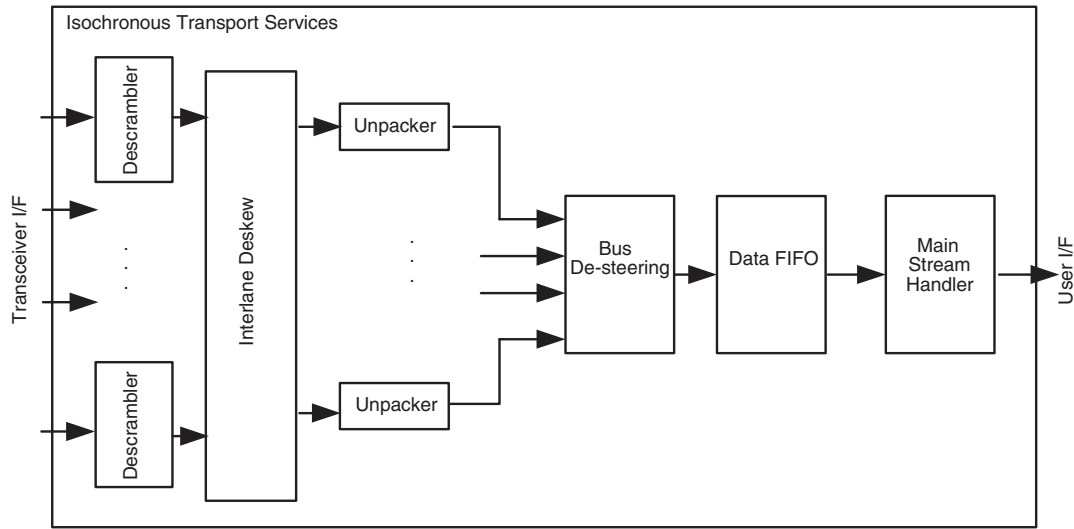 Isochronous Transport Services
Transceiver I/F
Descrambler
Descrambler
Interlane Deskew
Unpacker
Unpacker
Bus
De-steering
Data FIFO
Main
Stream
Handler
User I/F